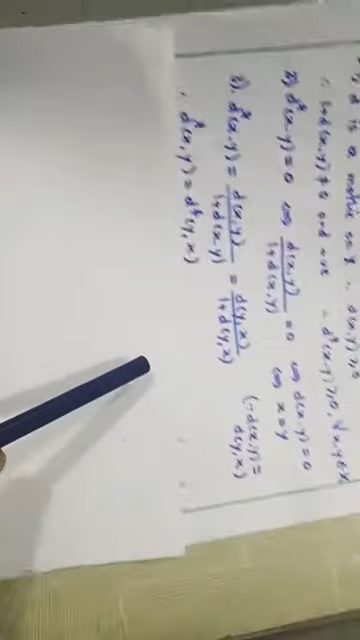 d is a metric on X ∴ d(x,y) ≥ 0
∴ 1+d(x,y) ≠ 0 and +ve ∴ d*(x,y) ≥ 0, ∀ x,y ∈ X
2) d*(x,y) = 0 ⇔ d(x,y)/1+d(x,y) = 0 ⇔ d(x,y) = 0
⇔ x = y
3). d*(x,y) = d(x,y)/1+d(x,y) = d(y,x)/1+d(y,x) (∵ d(x,y) =
d(y,x)
∴ d*(x,y) = d*(y,x)